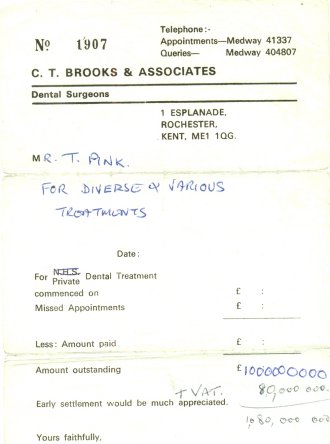 Telephone :-
Nº 1907
Appointments—Medway 41337
Queries— Medway 404807
C. T. BROOKS & ASSOCIATES
Dental Surgeons
1 ESPLANADE,
ROCHESTER,
KENT, ME1 1QG.
MR. T. PINK.
FOR DIVERSE & VARIOUS
TREATMENTS
Date :
For N.H.S. Private Dental Treatment
commenced on £ :
Missed Appointments £ :
Less: Amount paid £ :
Amount outstanding £1000000000
+ VAT. 80,000 000.
Early settlement would be much appreciated.
1,080,000 000
Yours faithfully,